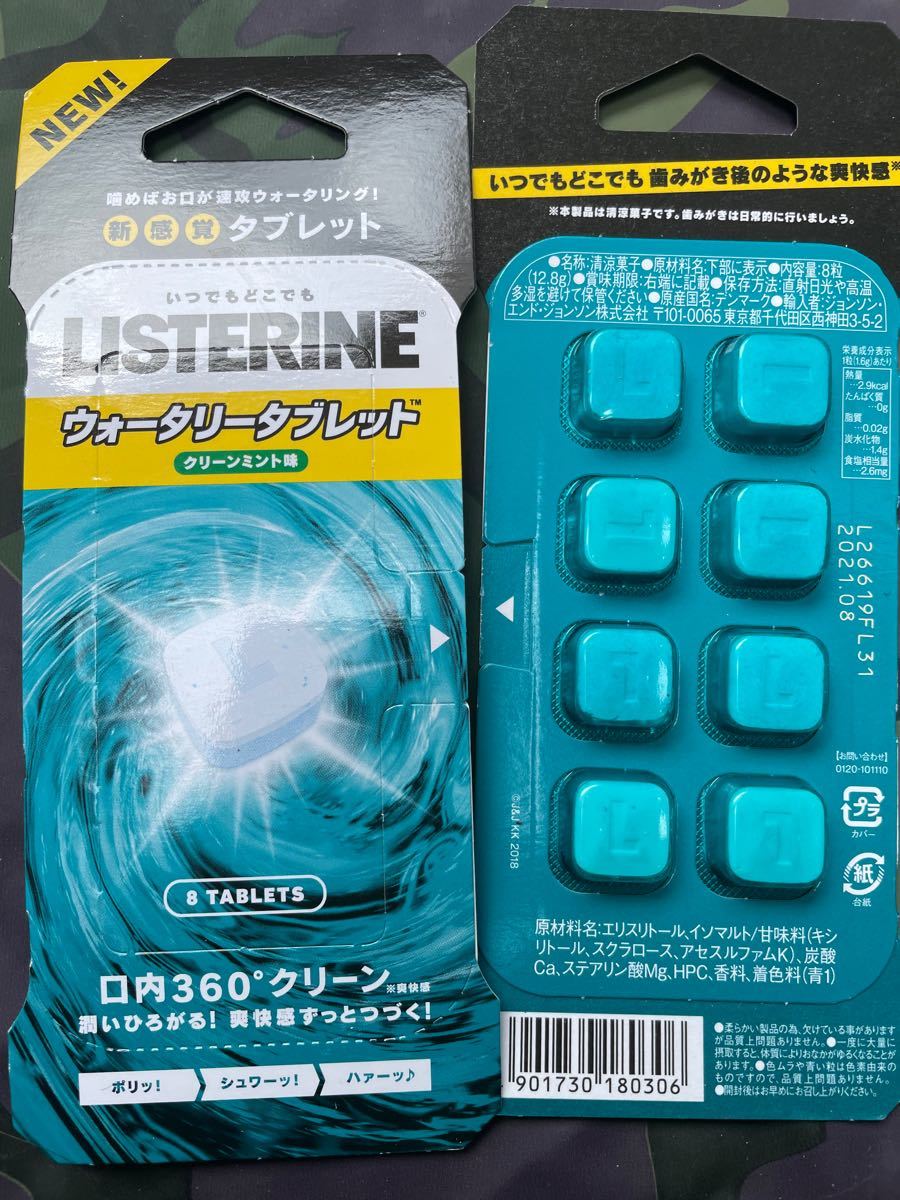 NEW!
噛めばお口が速攻ウォータリング!
新感覚タブレット
いつでもどこでも
LISTERINE®
ウォータリータブレット™
クリーンミント味
8 TABLETS
口内360°クリーン※爽快感
潤いひろがる! 爽快感ずっとつづく!
ポリッ! シュワーッ! ハァーッ♪
いつでもどこでも 歯みがき後のような爽快感※
※本製品は清涼菓子です。歯みがきは日常的に行いましょう。
●名称:清涼菓子●原材料名:下部に表示●内容量:8粒
(12.8g)●賞味期限:右端に記載●保存方法:直射日光や高温
多湿を避けて保管ください●原産国名:デンマーク●輸入者:ジョンソン・
エンド・ジョンソン株式会社 〒101-0065 東京都千代田区西神田3-5-2
栄養成分表示
1粒(1.6g)あたり
熱量
…2.9kcal
たんぱく質
…0g
脂質
…0.02g
炭水化物
…1.4g
食塩相当量
…2.6mg
L26619FL31
2021.08
【お問い合わせ】
0120-101110
プラ
カバー
紙
台紙
©J&J KK 2018
原材料名:エリスリトール、イソマルト/甘味料(キシ
リトール、スクラロース、アセスルファムK)、炭酸
Ca、ステアリン酸Mg、HPC、香料、着色料(青1)
4 901730 180306
●柔らかい製品の為、欠けている事があります
が品質上問題ありません。●一度に大量に
摂取すると、体質によりおなかがゆるくなることが
あります。●色ムラや青い粒は色素由来の
ものですので、品質上問題ありません。
●開封後はお早めにお召し上がりください。